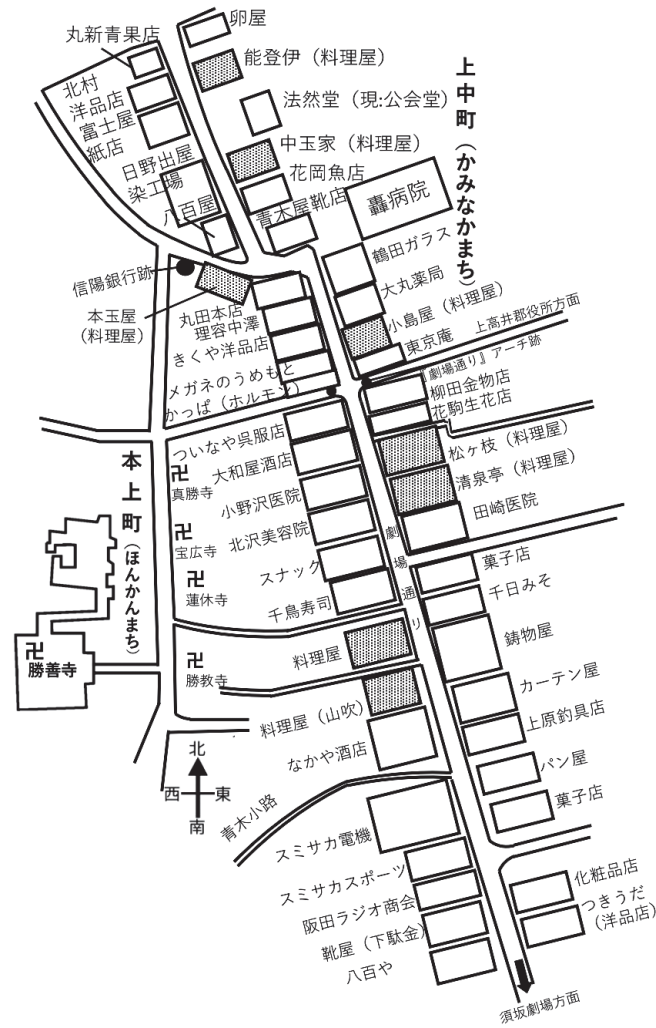 卵屋
丸新青果店
能登伊（料理屋）
北村
洋品店
富士屋
紙店
法然堂（現:公会堂）
上中町（かみなかまち）
中玉家（料理屋）
日野出屋
染工場
花岡魚店
八百屋
青木屋靴店
轟病院
鶴田ガラス
信陽銀行跡
大丸薬局
本玉屋
（料理屋）
丸田本店
理容中澤
小島屋（料理屋）
きくや洋品店
東京庵
上高井郡役所方面
『劇場通り』アーチ跡
メガネのうめもと
かっぱ（ホルモン）
柳田金物店
花駒生花店
ついなや呉服店
松ヶ枝（料理屋）
大和屋酒店
清泉亭（料理屋）
本上町（ほんかんまち）
真勝寺
小野沢医院
田崎医院
北沢美容院
宝広寺
劇場通り
スナック
菓子店
蓮休寺
千鳥寿司
千日みそ
鋳物屋
料理屋
勝善寺
勝教寺
カーテン屋
料理屋（山吹）
上原釣具店
なかや酒店
北
西
東
南
パン屋
菓子店
青木小路
スミサカ電機
スミサカスポーツ
化粧品店
阪田ラジオ商会
つきうだ
（洋品店）
靴屋（下駄金）
八百や
須坂劇場方面